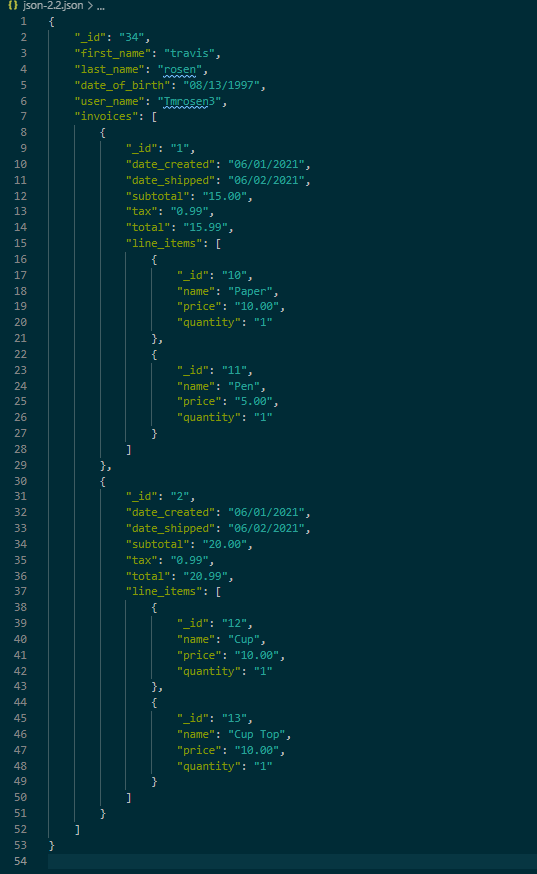 {} json-2.2.json > ...
1 {
2     "_id": "34",
3     "first_name": "travis",
4     "last_name": "rosen",
5     "date_of_birth": "08/13/1997",
6     "user_name": "Tmrosen3",
7     "invoices": [
8         {
9             "_id": "1",
10             "date_created": "06/01/2021",
11             "date_shipped": "06/02/2021",
12             "subtotal": "15.00",
13             "tax": "0.99",
14             "total": "15.99",
15             "line_items": [
16                 {
17                     "_id": "10",
18                     "name": "Paper",
19                     "price": "10.00",
20                     "quantity": "1"
21                 },
22                 {
23                     "_id": "11",
24                     "name": "Pen",
25                     "price": "5.00",
26                     "quantity": "1"
27                 }
28             ]
29         },
30         {
31             "_id": "2",
32             "date_created": "06/01/2021",
33             "date_shipped": "06/02/2021",
34             "subtotal": "20.00",
35             "tax": "0.99",
36             "total": "20.99",
37             "line_items": [
38                 {
39                     "_id": "12",
40                     "name": "Cup",
41                     "price": "10.00",
42                     "quantity": "1"
43                 },
44                 {
45                     "_id": "13",
46                     "name": "Cup Top",
47                     "price": "10.00",
48                     "quantity": "1"
49                 }
50             ]
51         }
52     ]
53 }
54